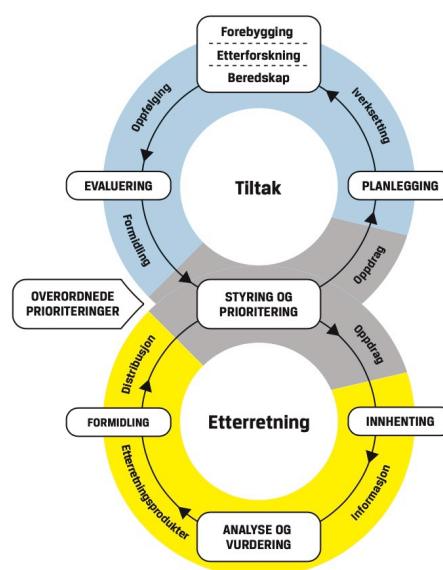 Forebygging
Etterforskning
Beredskap
Oppfølging
Iverksetting
EVALUERING
Tiltak
PLANLEGGING
Formidling
Oppdrag
OVERORDNEDE
PRIORITERINGER
STYRING OG
PRIORITERING
Distribusjon
Oppdrag
FORMIDLING
Etterretning
INNHENTING
Etterretningsprodukter
Informasjon
ANALYSE OG
VURDERING